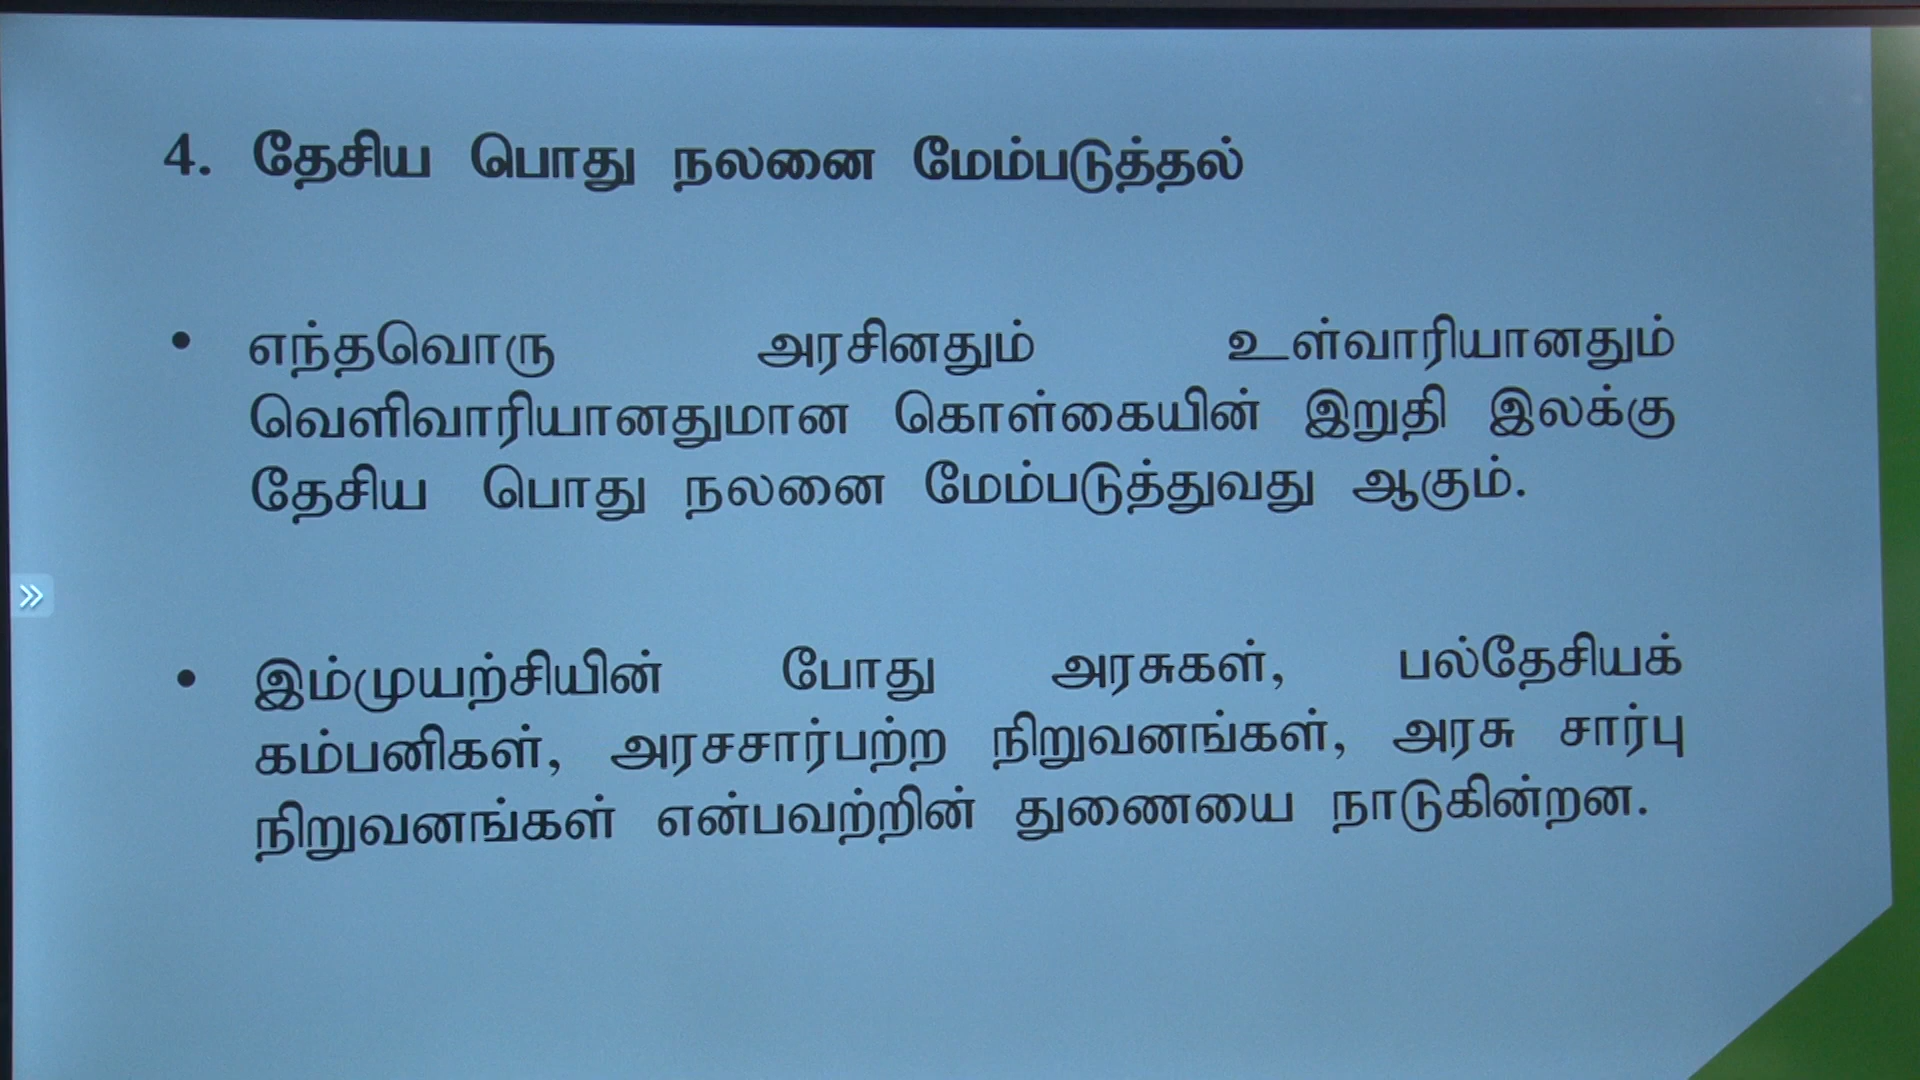 4. தேசிய பொது நலனை மேம்படுத்தல்
• எந்தவொரு அரசினதும் உள்வாரியானதும்
வெளிவாரியானதுமான கொள்கையின் இறுதி இலக்கு
தேசிய பொது நலனை மேம்படுத்துவது ஆகும்.
• இம்முயற்சியின் போது அரசுகள், பல்தேசியக்
கம்பனிகள், அரசசார்பற்ற நிறுவனங்கள், அரசு சார்பு
நிறுவனங்கள் என்பவற்றின் துணையை நாடுகின்றன.